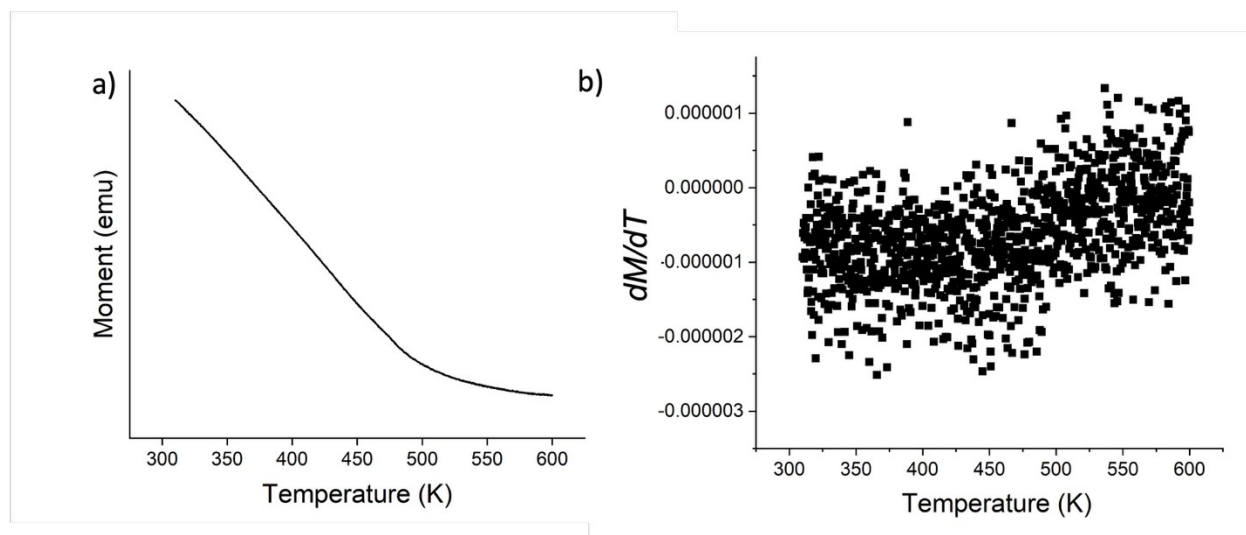 a)
Moment (emu)
300 350 400 450 500 550 600
Temperature (K)
b)
dM/dT
0.000001
0.000000
-0.000001
-0.000002
-0.000003
300 350 400 450 500 550 600
Temperature (K)